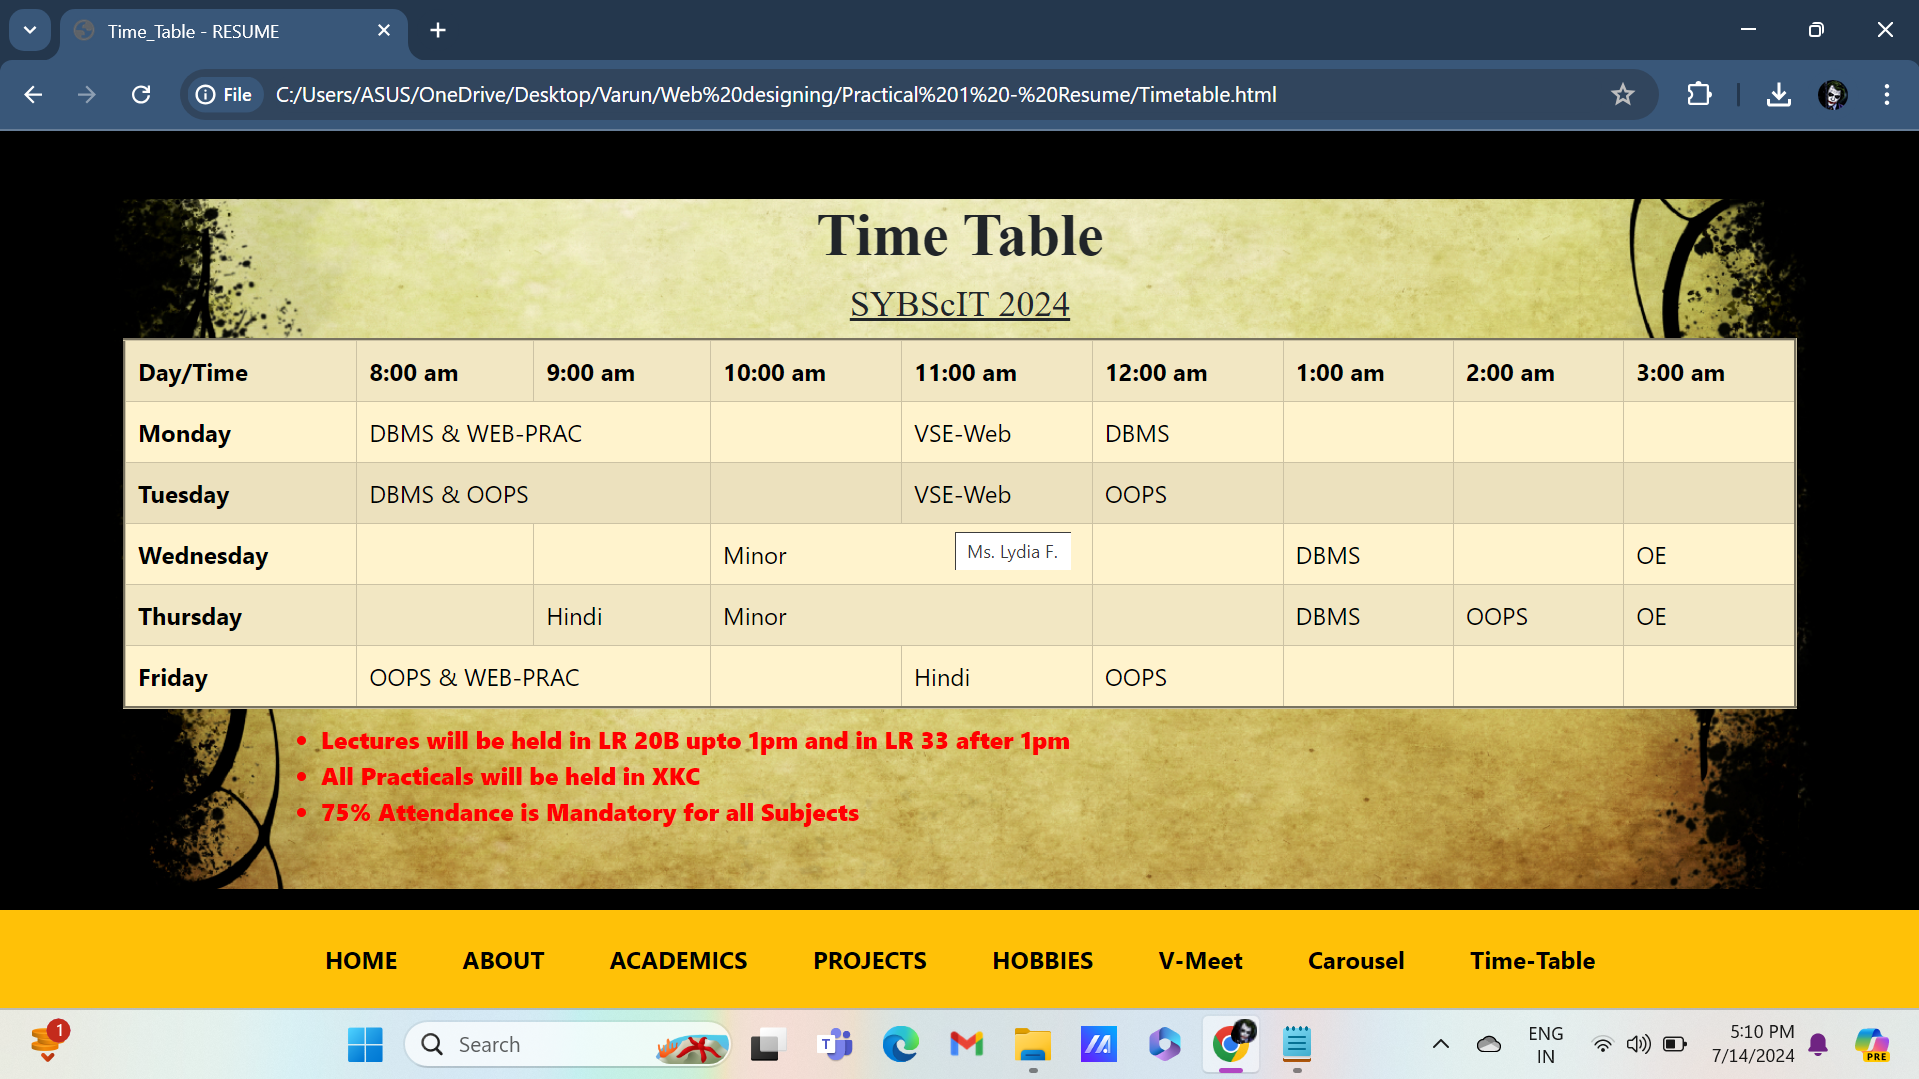 Time_Table - RESUME
File C:/Users/ASUS/OneDrive/Desktop/Varun/Web%20designing/Practical%201%20-%20Resume/Timetable.html
Time Table
SYBScIT 2024
Day/Time 8:00 am 9:00 am 10:00 am 11:00 am 12:00 am 1:00 am 2:00 am 3:00 am
Monday DBMS & WEB-PRAC VSE-Web DBMS
Tuesday DBMS & OOPS VSE-Web OOPS
Wednesday Minor Ms. Lydia F. DBMS OE
Thursday Hindi Minor DBMS OOPS OE
Friday OOPS & WEB-PRAC Hindi OOPS
• Lectures will be held in LR 20B upto 1pm and in LR 33 after 1pm
• All Practicals will be held in XKC
• 75% Attendance is Mandatory for all Subjects
HOME ABOUT ACADEMICS PROJECTS HOBBIES V-Meet Carousel Time-Table
1 Search T ENG 5:10 PM
IN 7/14/2024 PRE